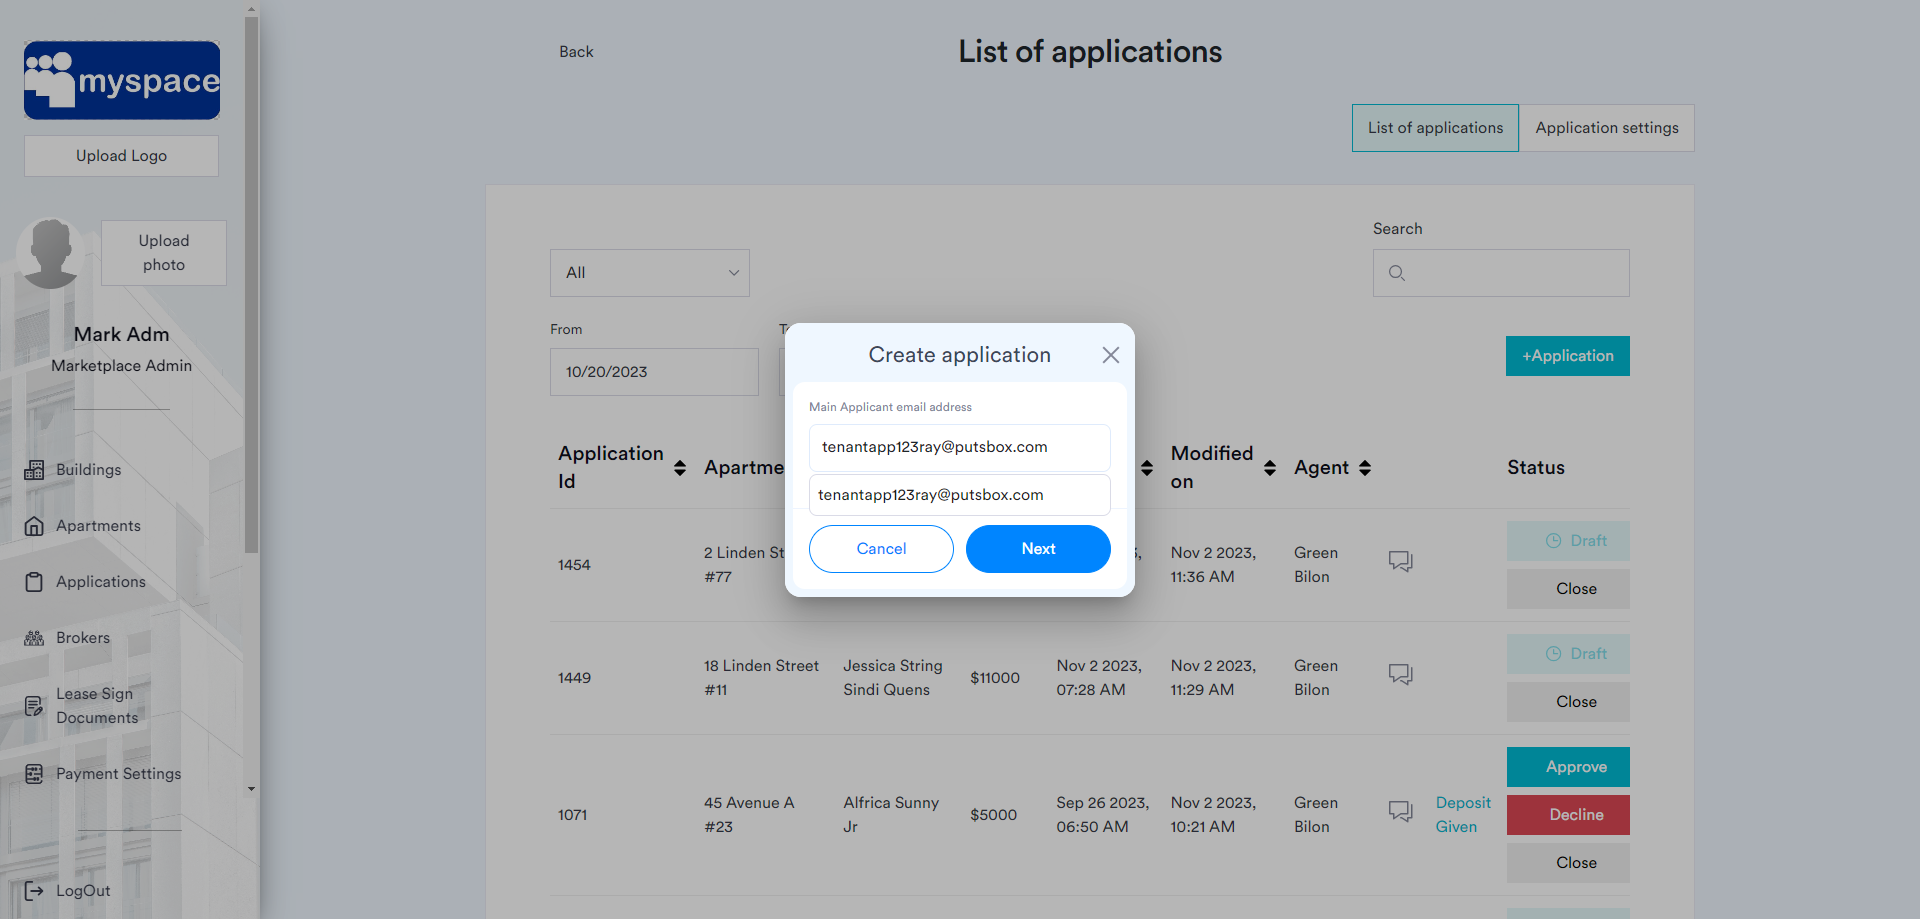 myspace
Upload Logo
Upload
photo
Mark Adm
Marketplace Admin
Buildings
Apartments
Applications
Brokers
Lease Sign
Documents
Payment Settings
LogOut
Back
List of applications
List of applications
Application settings
Search
All
From
10/20/2023
+Application
Create application
Main Applicant email address
tenantapp123ray@putsbox.com
tenantapp123ray@putsbox.com
Cancel
Next
Application
Id
Apartme
Modified
on
Agent
Status
1454
2 Linden St
#77
Nov 2 2023,
11:36 AM
Green
Bilon
Draft
Close
1449
18 Linden Street
#11
Jessica String
Sindi Quens
$11000
Nov 2 2023,
07:28 AM
Nov 2 2023,
11:29 AM
Green
Bilon
Draft
Close
1071
45 Avenue A
#23
Alfrica Sunny
Jr
$5000
Sep 26 2023,
06:50 AM
Nov 2 2023,
10:21 AM
Green
Bilon
Deposit
Given
Approve
Decline
Close